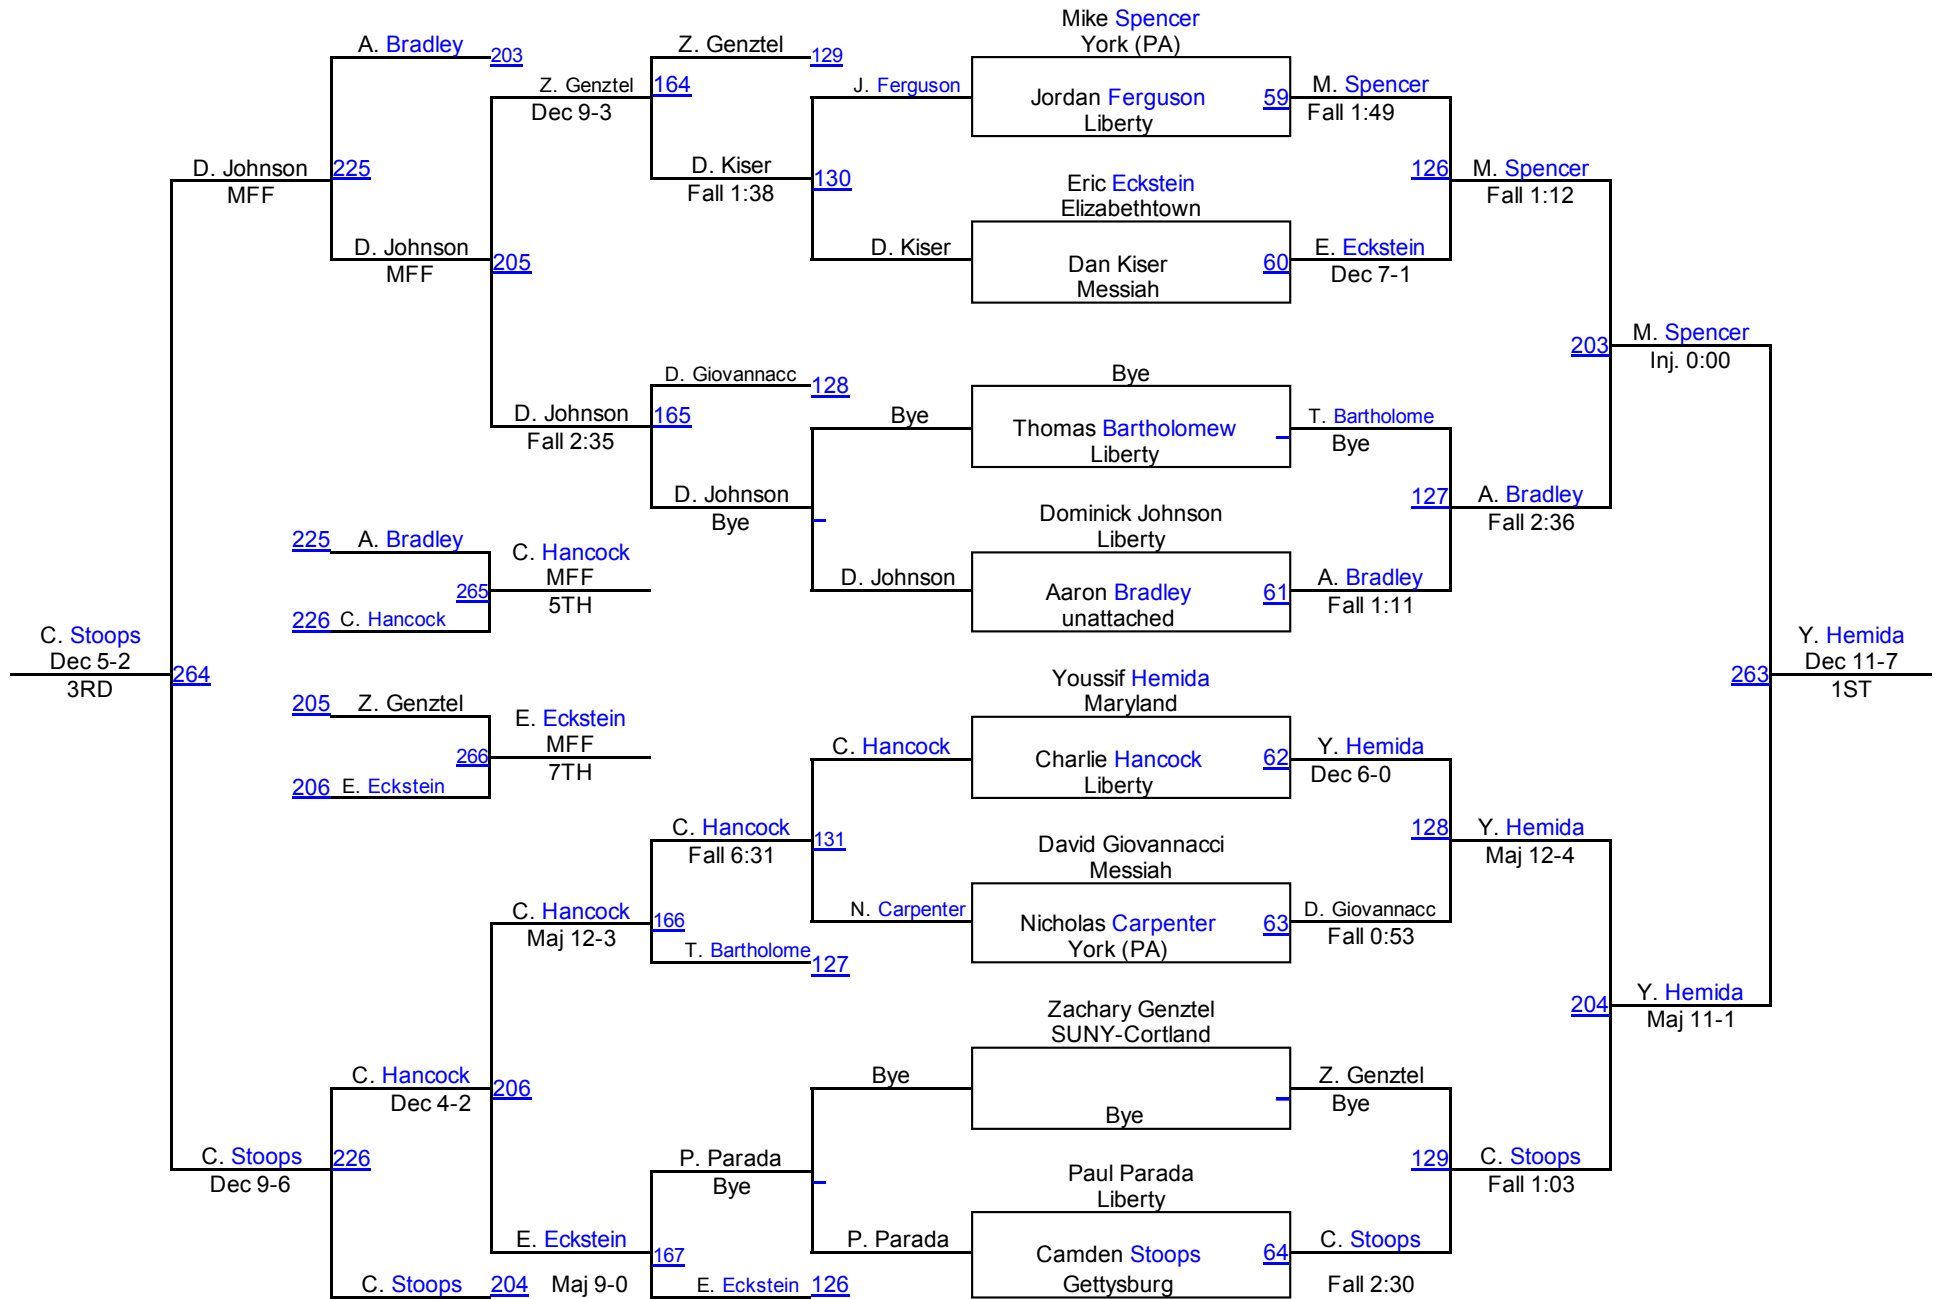 Mike Spencer
York (PA)
A. Bradley 203
Z. Genztel 129
Z. Genztel 164
Dec 9-3
J. Ferguson
Jordan Ferguson 59
Liberty
M. Spencer
Fall 1:49
D. Johnson 225
MFF
D. Kiser 130
Fall 1:38
Eric Eckstein
Elizabethtown
126 M. Spencer
Fall 1:12
D. Johnson 205
MFF
D. Kiser
Dan Kiser 60
Messiah
E. Eckstein
Dec 7-1
203 M. Spencer
Inj. 0:00
D. Giovannacc 128
Bye
D. Johnson 165
Fall 2:35
Bye
Thomas Bartholomew
Liberty
T. Bartholome
Bye
D. Johnson
Bye
Dominick Johnson
Liberty
127 A. Bradley
Fall 2:36
225 A. Bradley
C. Hancock
MFF
265
5TH
226 C. Hancock
D. Johnson
Aaron Bradley 61
unattached
A. Bradley
Fall 1:11
C. Stoops
Dec 5-2
264
3RD
Y. Hemida
Dec 11-7
263
1ST
205 Z. Genztel
E. Eckstein
MFF
266
7TH
206 E. Eckstein
Youssif Hemida
Maryland
C. Hancock
Charlie Hancock 62
Liberty
Y. Hemida
Dec 6-0
C. Hancock 131
Fall 6:31
David Giovannacci
Messiah
128 Y. Hemida
Maj 12-4
C. Hancock 166
Maj 12-3
N. Carpenter
Nicholas Carpenter 63
York (PA)
D. Giovannacc
Fall 0:53
T. Bartholome 127
Zachary Genztel
SUNY-Cortland
204 Y. Hemida
Maj 11-1
C. Hancock 206
Dec 4-2
Bye
Bye
Z. Genztel
Bye
C. Stoops 226
Dec 9-6
P. Parada
Bye
Paul Parada
Liberty
129 C. Stoops
Fall 1:03
E. Eckstein 167
Maj 9-0
P. Parada
Camden Stoops 64
Gettysburg
C. Stoops
Fall 2:30
C. Stoops 204
E. Eckstein 126